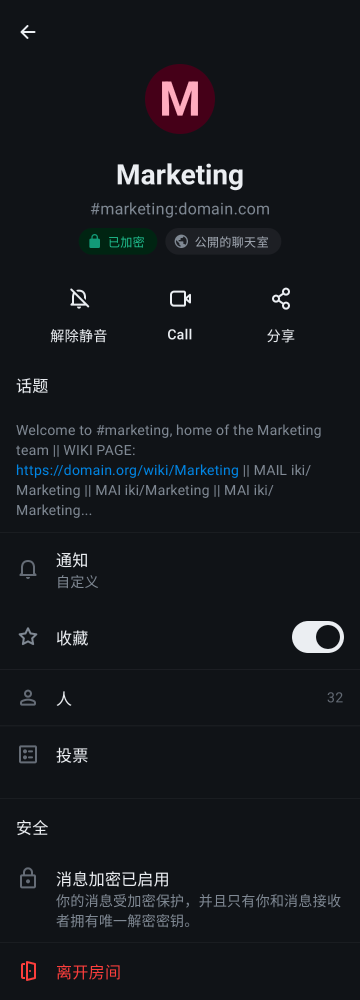 M
Marketing
#marketing:domain.com
已加密 公開的聊天室
解除静音 Call 分享
话题
Welcome to #marketing, home of the Marketing
team || WIKI PAGE:
https://domain.org/wiki/Marketing || MAIL iki/
Marketing || MAI iki/Marketing || MAI iki/
Marketing...
通知
自定义
收藏
人 32
投票
安全
消息加密已启用
你的消息受加密保护，并且只有你和消息接收
者拥有唯一解密密钥。
离开房间